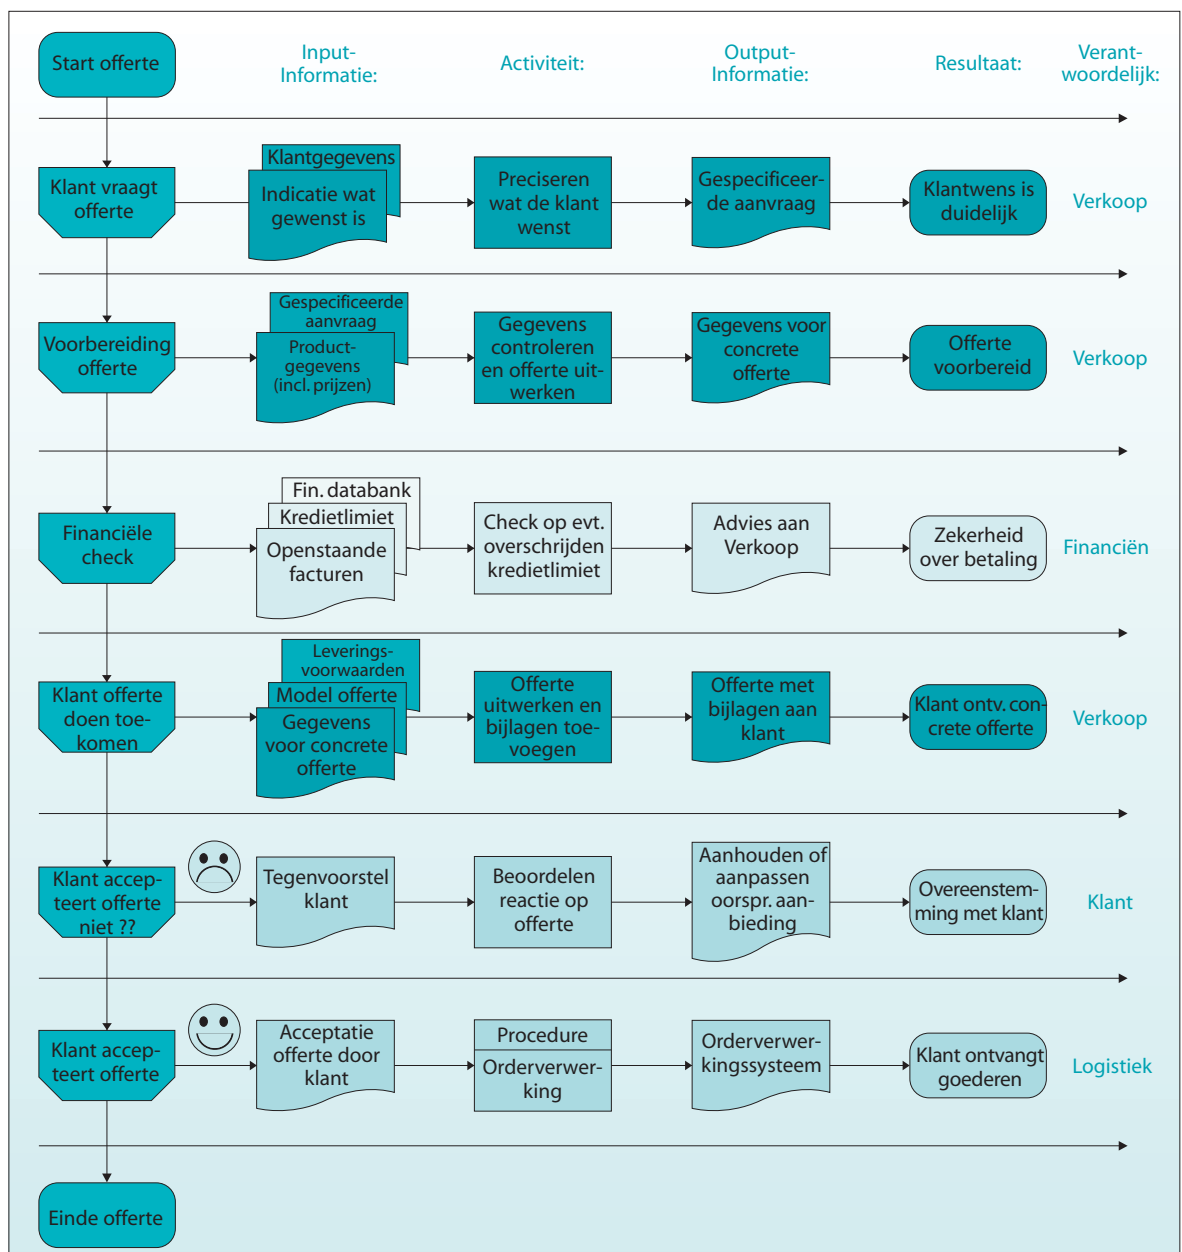 Start offerte
Input-
Informatie:
Activiteit:
Output-
Informatie:
Resultaat:
Verant-
woordelijk:
Klant vraagt
offerte
Klantgegevens
Indicatie wat
gewenst is
Preciseren
wat de klant
wenst
Gespecificeer-
de aanvraag
Klantwens is
duidelijk
Verkoop
Voorbereiding
offerte
Gespecificeerde
aanvraag
Product-
gegevens
(incl. prijzen)
Gegevens
controleren
en offerte uit-
werken
Gegevens voor
concrete
offerte
Offerte
voorbereid
Verkoop
Financiële
check
Fin. databank
Kredietlimiet
Openstaande
facturen
Check op evt.
overschrijden
kredietlimiet
Advies aan
Verkoop
Zekerheid
over betaling
Financiën
Klant offerte
doen toe-
komen
Leverings-
voorwaarden
Model offerte
Gegevens
voor concrete
offerte
Offerte
uitwerken en
bijlagen toe-
voegen
Offerte met
bijlagen aan
klant
Klant ontv. con-
crete offerte
Verkoop
Klant accep-
teert offerte
niet ??
Tegenvoorstel
klant
Beoordelen
reactie op
offerte
Aanhouden of
aanpassen
oorspr. aan-
bieding
Overeenstem-
ming met klant
Klant
Klant accep-
teert offerte
Acceptatie
offerte door
klant
Procedure
Orderverwer-
king
Orderverwer-
kingssysteem
Klant ontvangt
goederen
Logistiek
Einde offerte